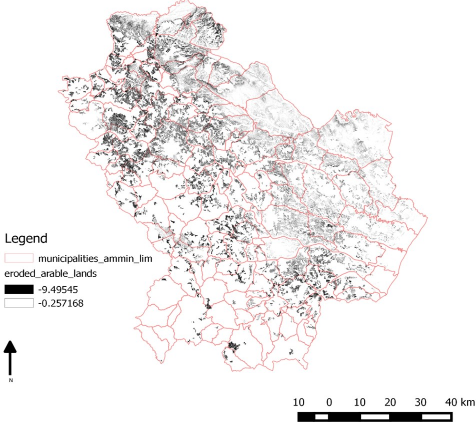 Legend
municipalities_ammin_lim
eroded_arable_lands
-9.49545
-0.257168
N
10 0 10 20 30 40 km